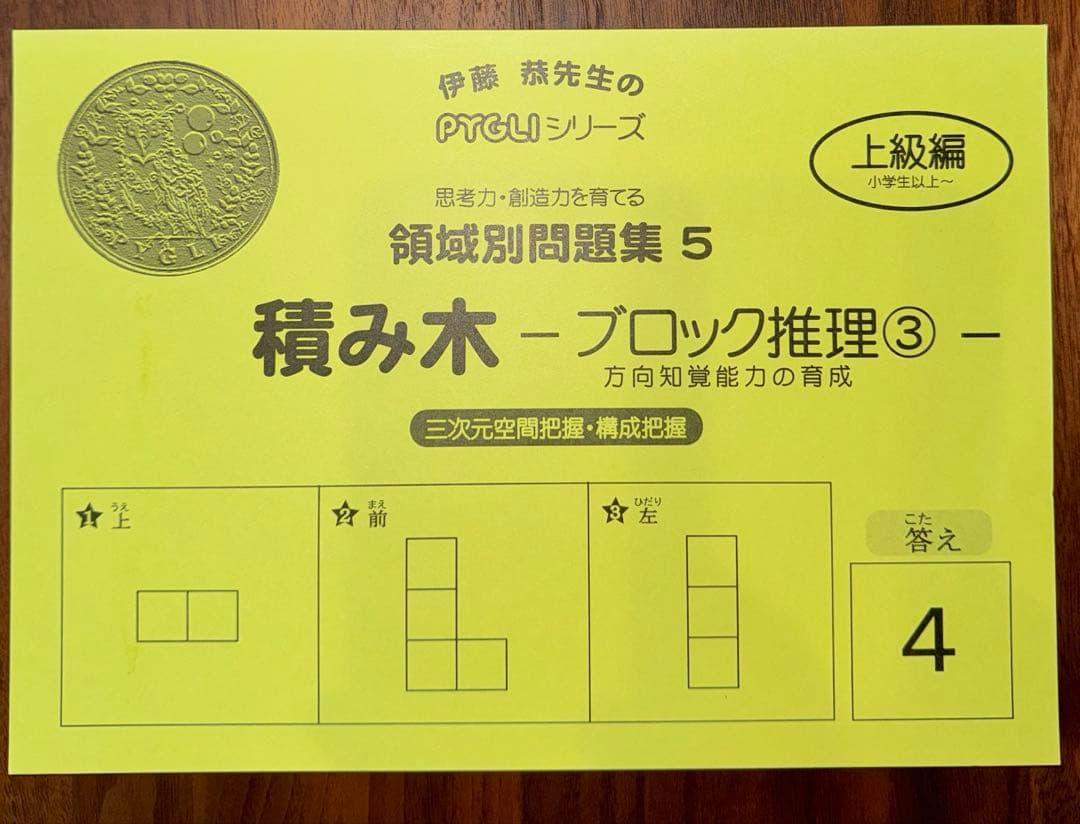 伊藤 恭先生の
PYGLIシリーズ
上級編
小学生以上～
思考力・創造力を育てる
領域別問題集 5
積み木 − ブロック推理③ −
方向知覚能力の育成
三次元空間把握・構成把握
1 うえ
上
2 まえ
前
3 ひだり
左
こた
答え
4
PYGLI